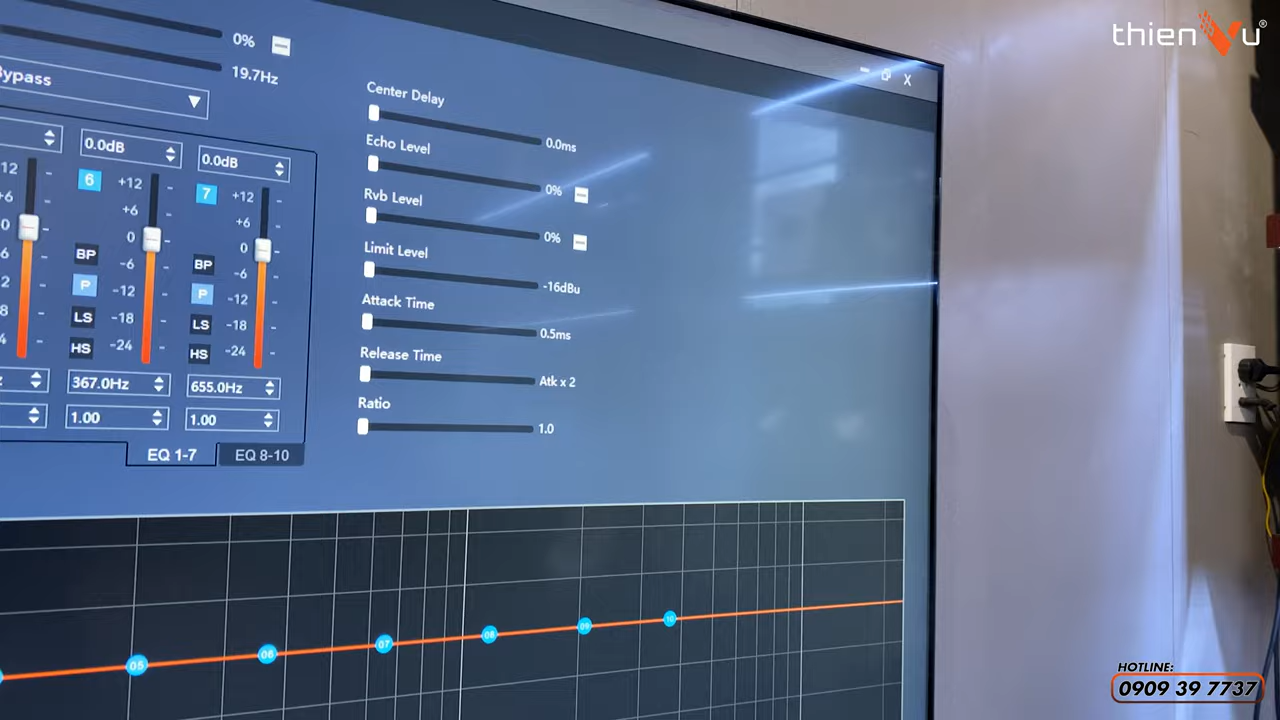 thienVu®
0%
19.7Hz
Bypass
Center Delay
0.0ms
Echo Level
0%
Rvb Level
0%
Limit Level
-16dBu
Attack Time
0.5ms
Release Time
Atk x 2
Ratio
1.0
X
0.0dB
0.0dB
12
+6
0
6
+12
+6
0
-6
-12
-18
-24
BP
P
LS
HS
7
+12
+6
0
-6
-12
-18
-24
BP
P
LS
HS
367.0Hz
655.0Hz
1.00
1.00
EQ 1-7
EQ 8-10
05
06
07
08
09
10
HOTLINE:
0909 39 7737